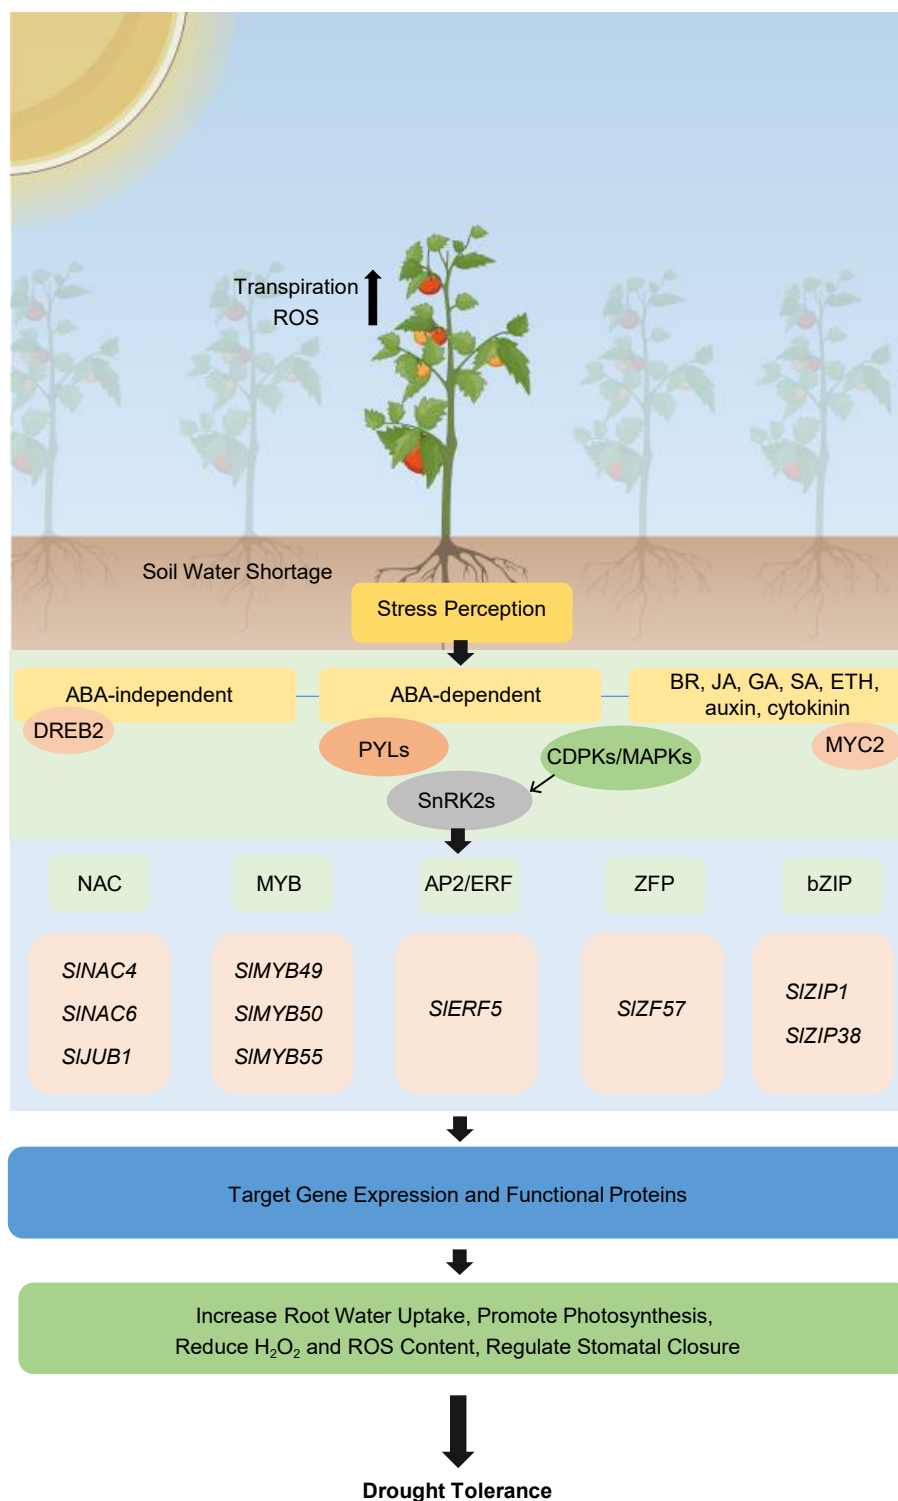 Transpiration
ROS
Soil Water Shortage
Stress Perception
ABA-independent
ABA-dependent
BR, JA, GA, SA, ETH,
auxin, cytokinin
DREB2
PYLs
CDPKs/MAPKs
MYC2
SnRK2s
NAC
MYB
AP2/ERF
ZFP
bZIP
SlNAC4
SlNAC6
SlJUB1
SlMYB49
SlMYB50
SlMYB55
SlERF5
SlZF57
SlZIP1
SlZIP38
Target Gene Expression and Functional Proteins
Increase Root Water Uptake, Promote Photosynthesis,
Reduce H₂O₂ and ROS Content, Regulate Stomatal Closure
Drought Tolerance